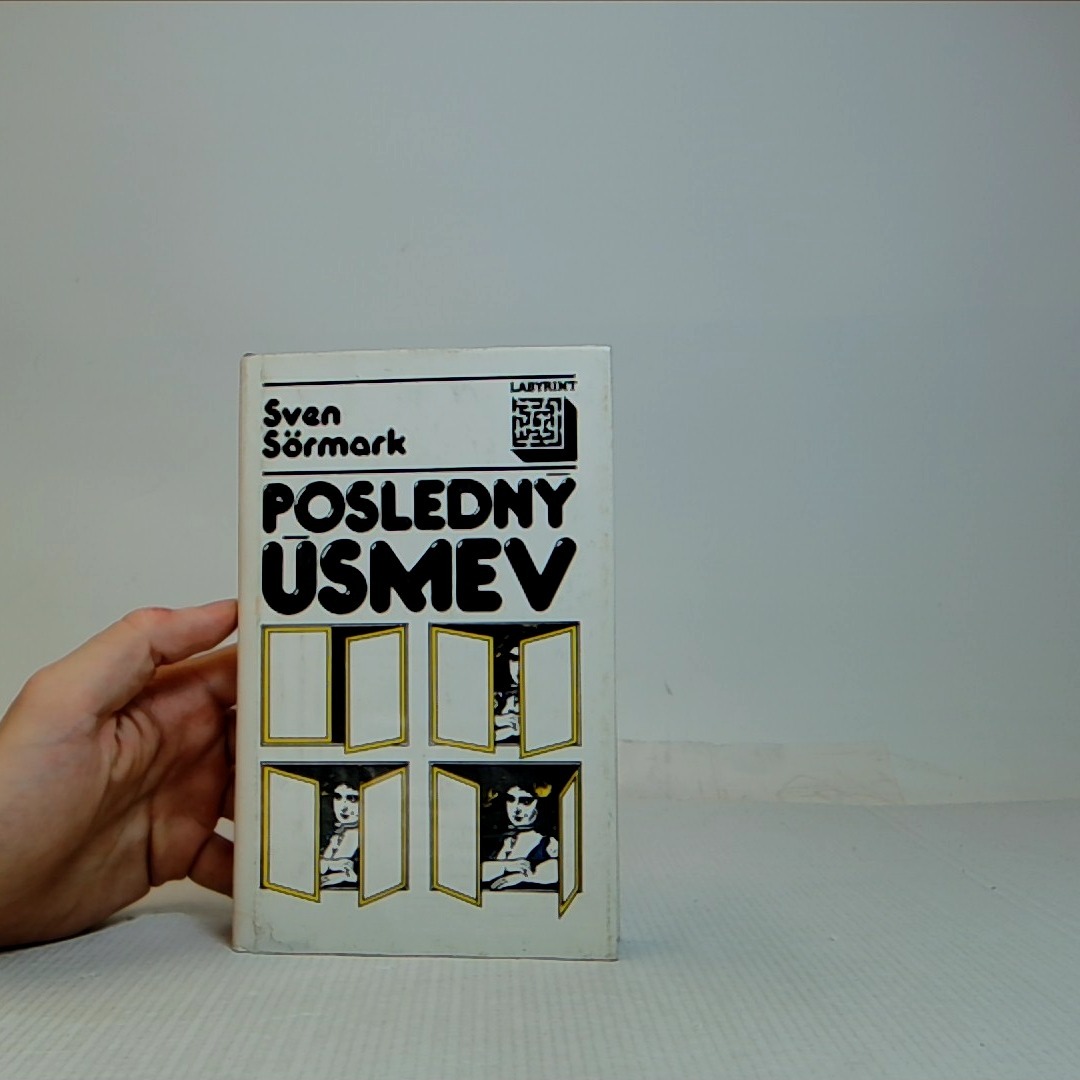 LABYRINT
Sven
Sörmark
POSLEDNÝ
ÚSMEV